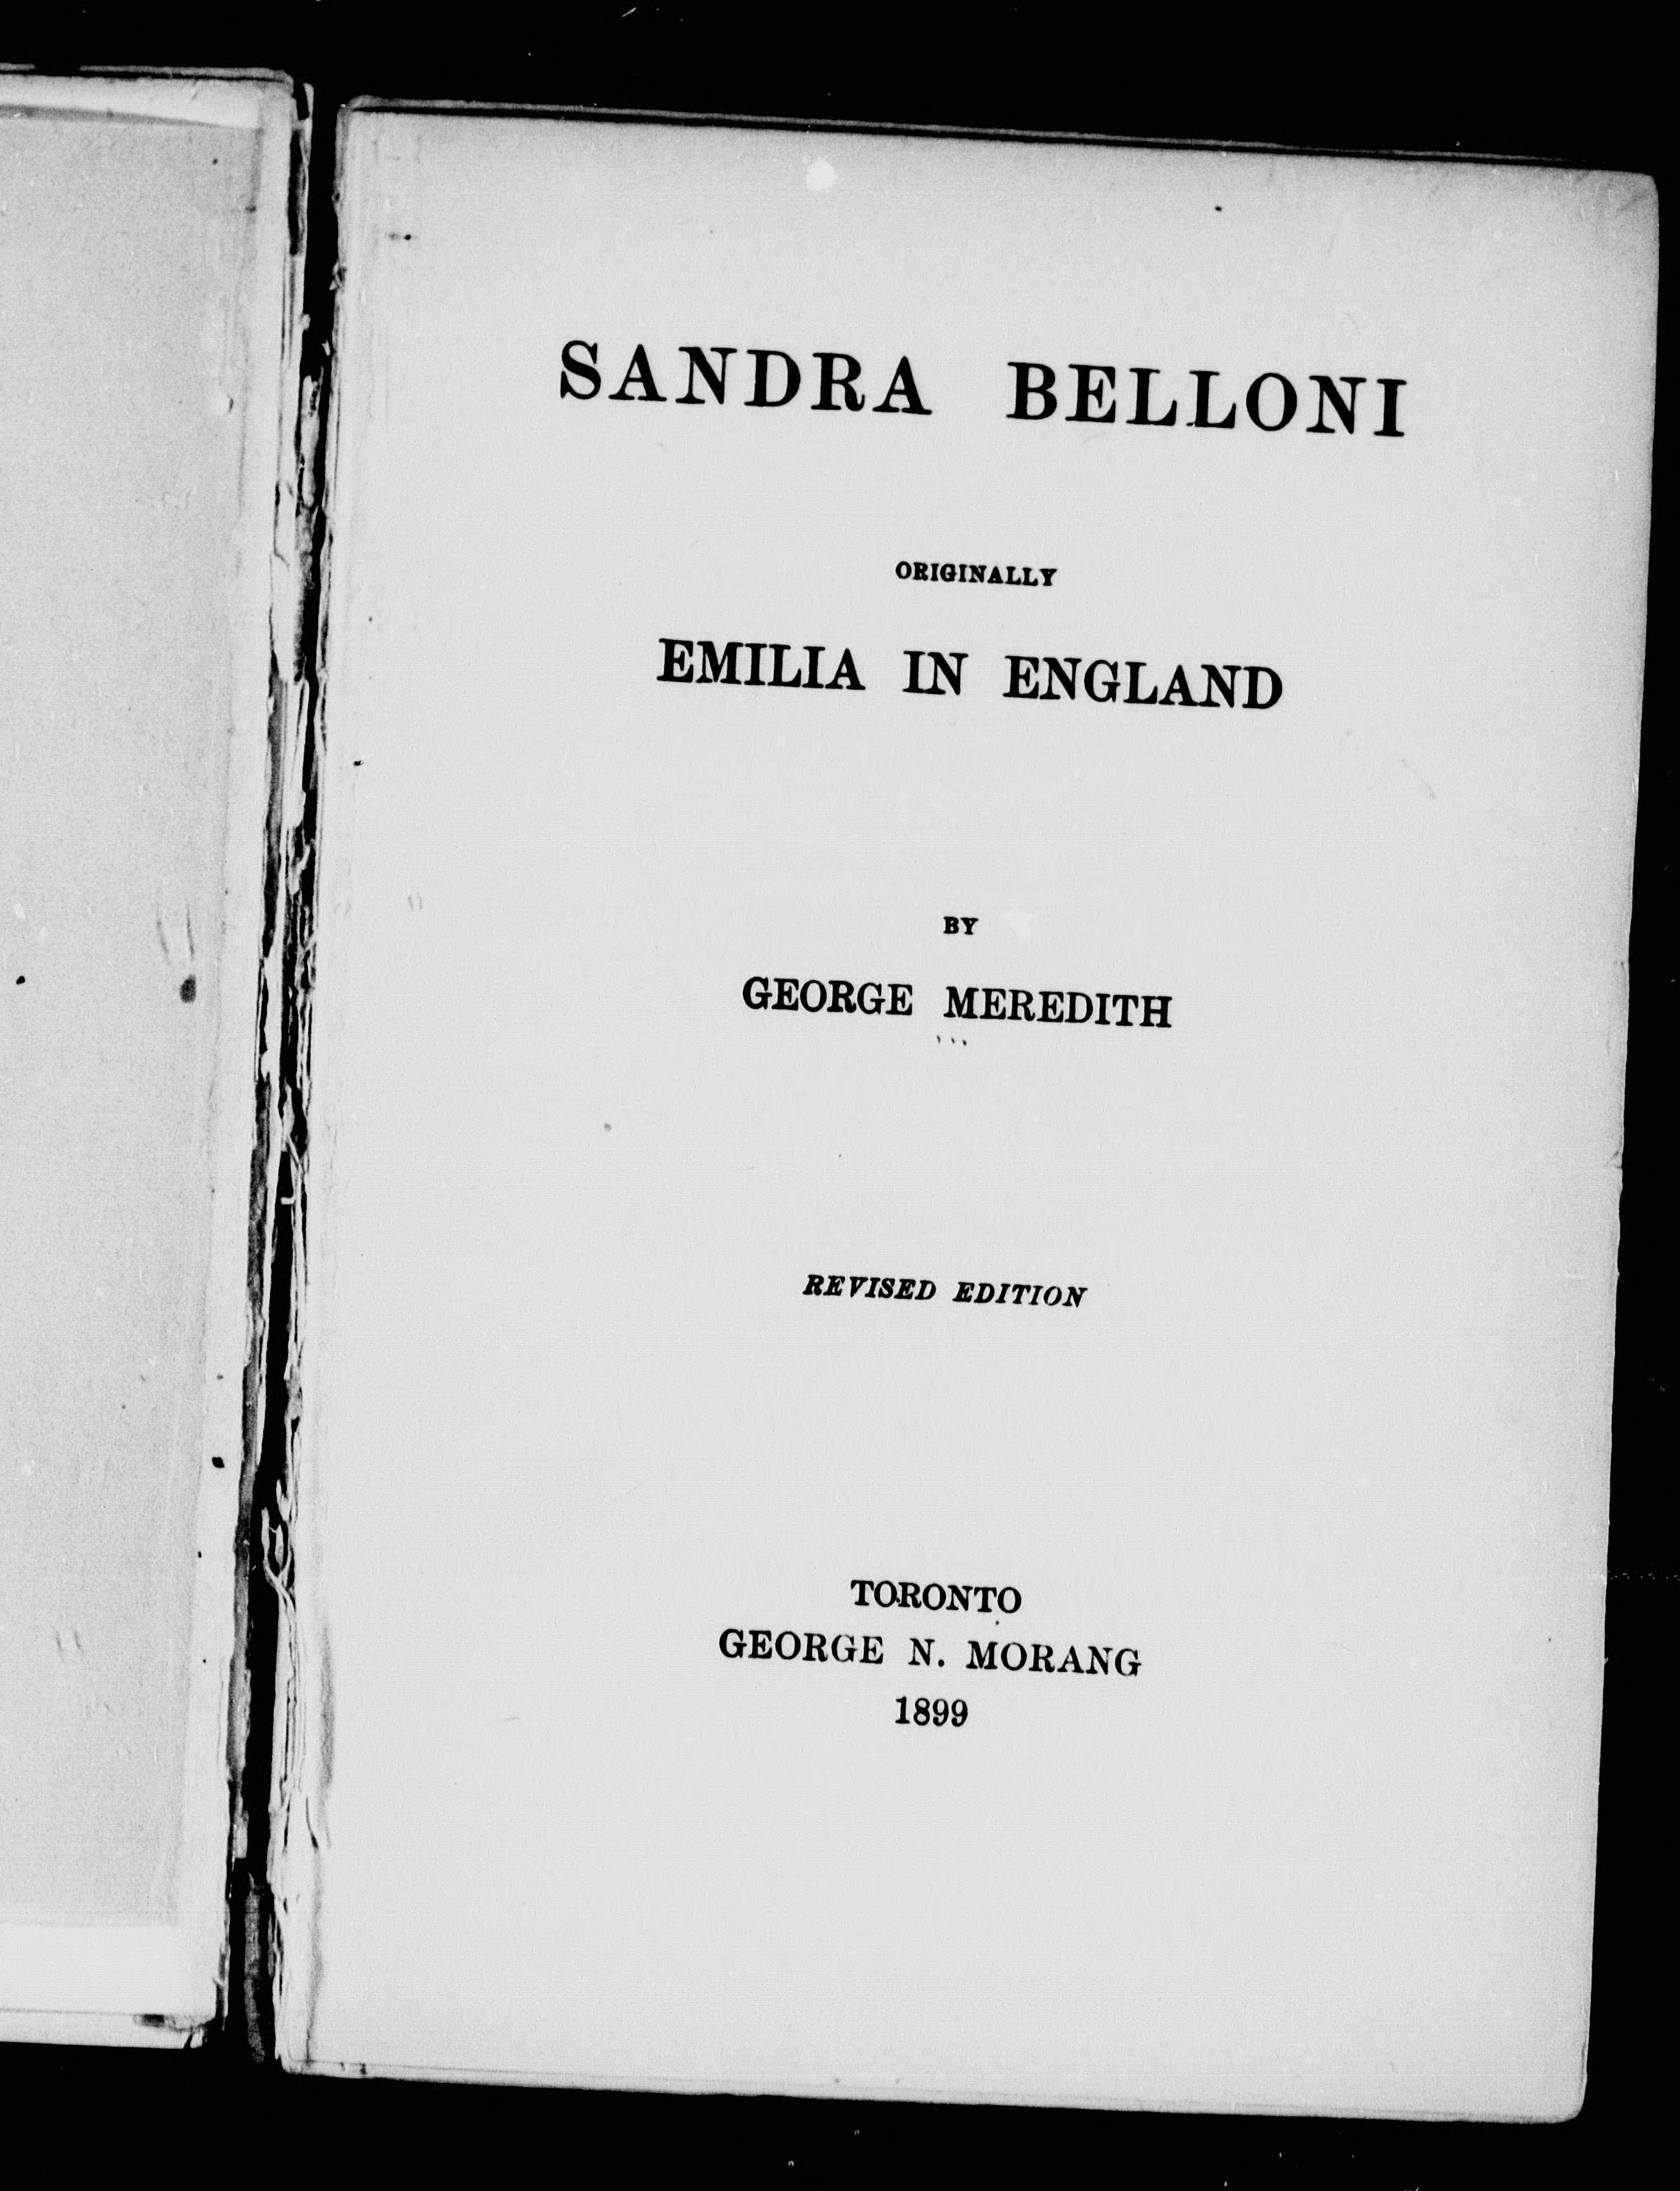 SANDRA BELLONI
ORIGINALLY
EMILIA IN ENGLAND
BY
GEORGE MEREDITH
REVISED EDITION
TORONTO
GEORGE N. MORANG
1899